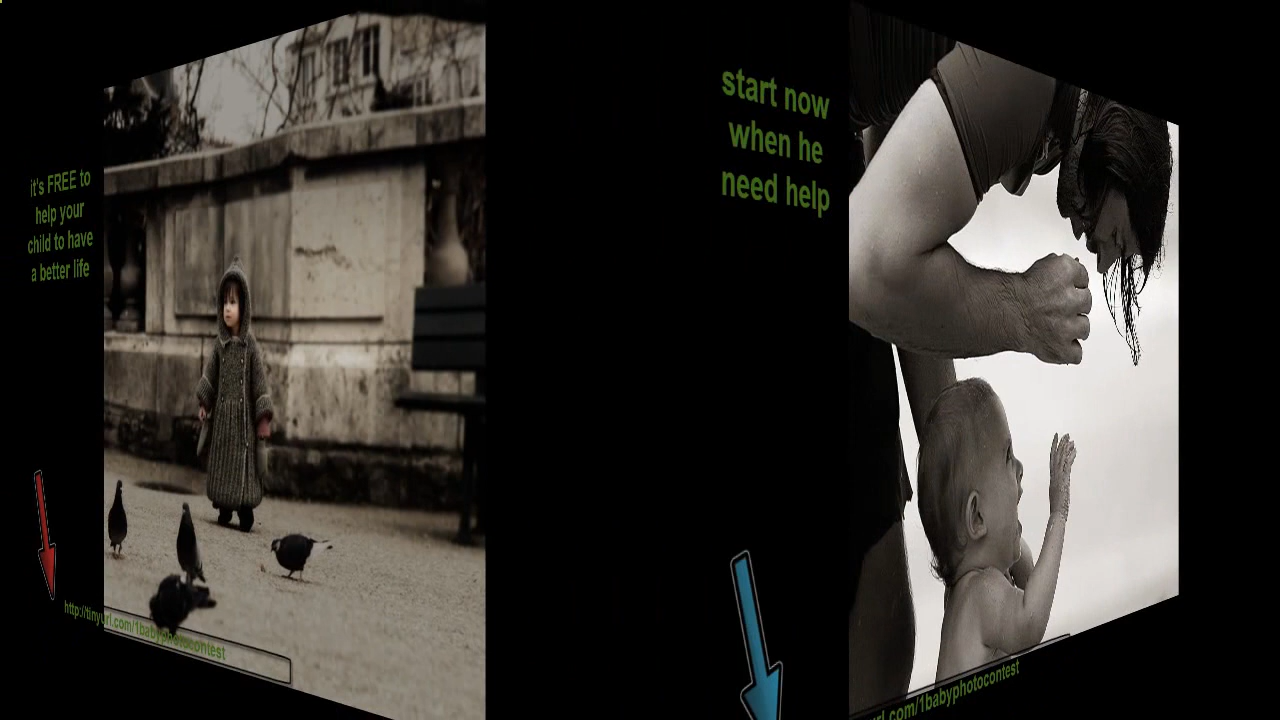 it's FREE to
help your
child to have
a better life
http://tinyurl.com/1babyphotocontest
start now
when he
need help
url.com/1babyphotocontest